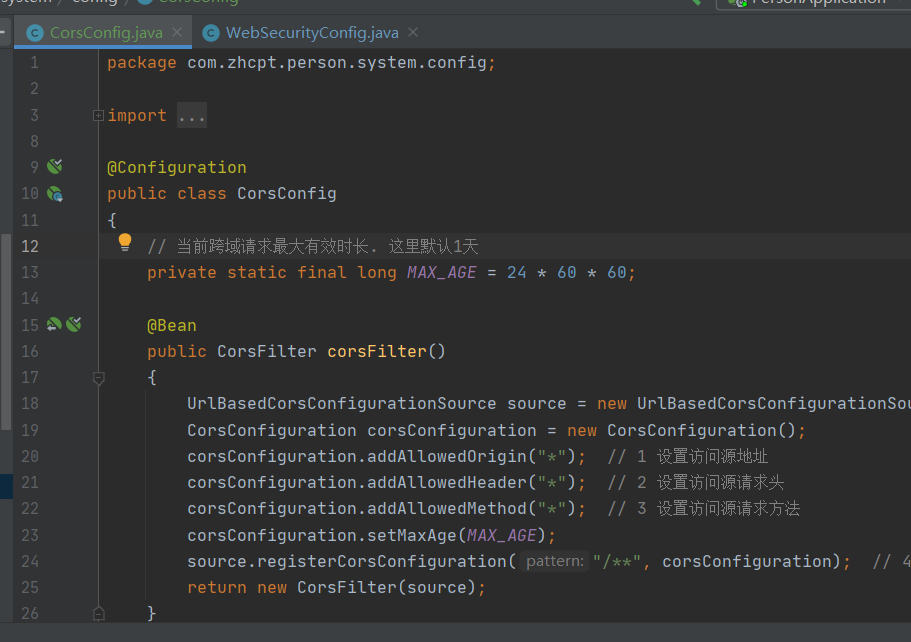 system / config / CorsConfig PersonApplication
CorsConfig.java WebSecurityConfig.java
1 package com.zhcpt.person.system.config;
2
3 import ...
8
9 @Configuration
10 public class CorsConfig
11 {
12 // 当前跨域请求最大有效时长. 这里默认1天
13 private static final long MAX_AGE = 24 * 60 * 60;
14
15 @Bean
16 public CorsFilter corsFilter()
17 {
18 UrlBasedCorsConfigurationSource source = new UrlBasedCorsConfigurationSou
19 CorsConfiguration corsConfiguration = new CorsConfiguration();
20 corsConfiguration.addAllowedOrigin("*"); // 1 设置访问源地址
21 corsConfiguration.addAllowedHeader("*"); // 2 设置访问源请求头
22 corsConfiguration.addAllowedMethod("*"); // 3 设置访问源请求方法
23 corsConfiguration.setMaxAge(MAX_AGE);
24 source.registerCorsConfiguration( pattern: "/**", corsConfiguration); // 4
25 return new CorsFilter(source);
26 }